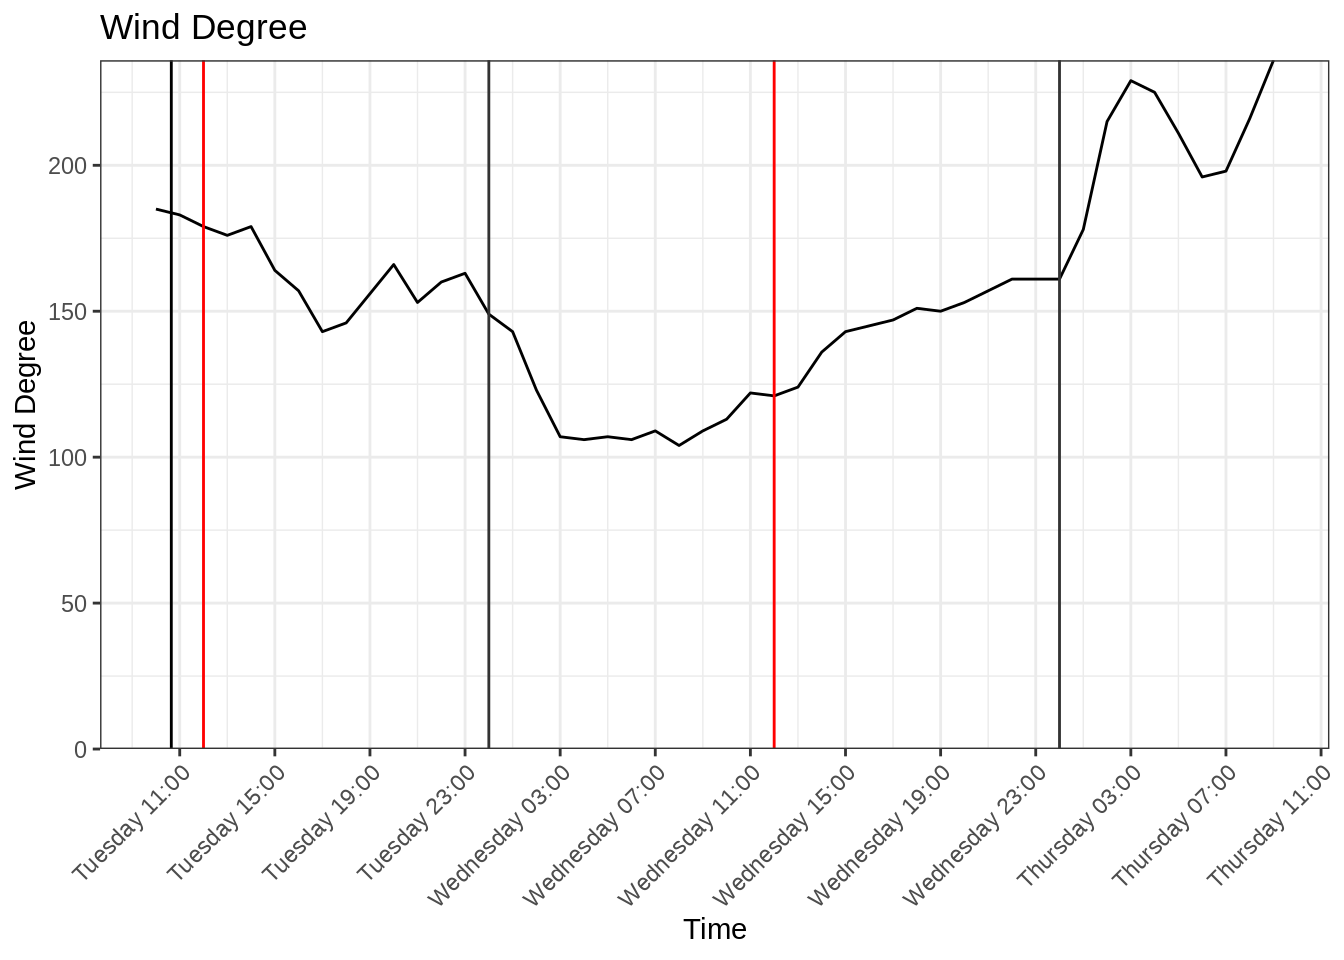 Wind Degree
Wind Degree
200
150
100
50
0
Tuesday 11:00
Tuesday 15:00
Tuesday 19:00
Tuesday 23:00
Wednesday 03:00
Wednesday 07:00
Wednesday 11:00
Wednesday 15:00
Wednesday 19:00
Wednesday 23:00
Thursday 03:00
Thursday 07:00
Thursday 11:00
Time